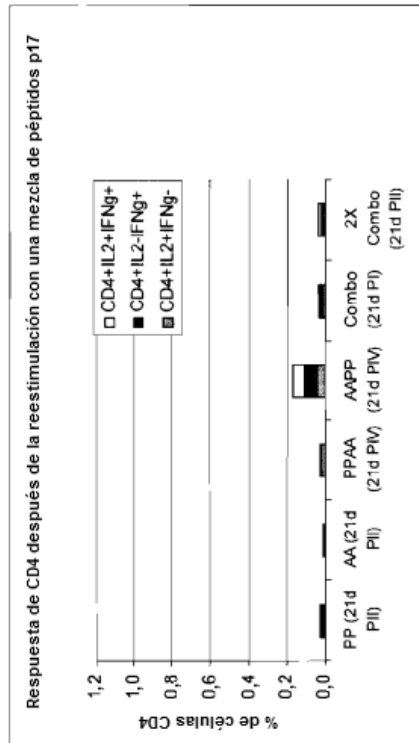 Respuesta de CD4 después de la reestimulación con una mezcla de péptidos p17
CD4+IL2+IFNg+
CD4+IL2-IFNg+
CD4+IL2+IFNg-
% de células CD4
1,2
1,0
0,8
0,6
0,4
0,2
0,0
PP (21d
PII)
AA (21d
PII)
PPAA
(21d PIV)
AAPP
(21d PIV)
Combo
(21d PI)
2X
Combo
(21d PII)